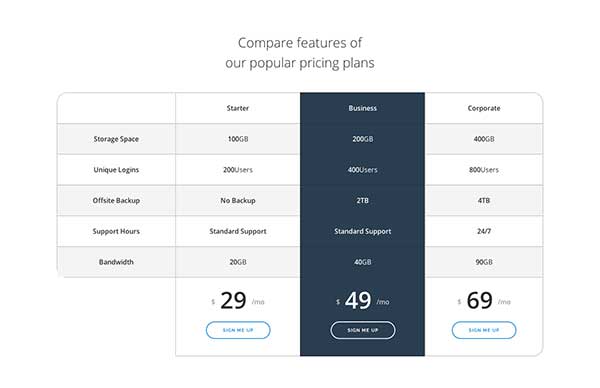 Compare features of
our popular pricing plans
Starter Business Corporate
Storage Space 100GB 200GB 400GB
Unique Logins 200Users 400Users 800Users
Offsite Backup No Backup 2TB 4TB
Support Hours Standard Support Standard Support 24/7
Bandwidth 20GB 40GB 90GB
$ 29 /mo $ 49 /mo $ 69 /mo
SIGN ME UP SIGN ME UP SIGN ME UP